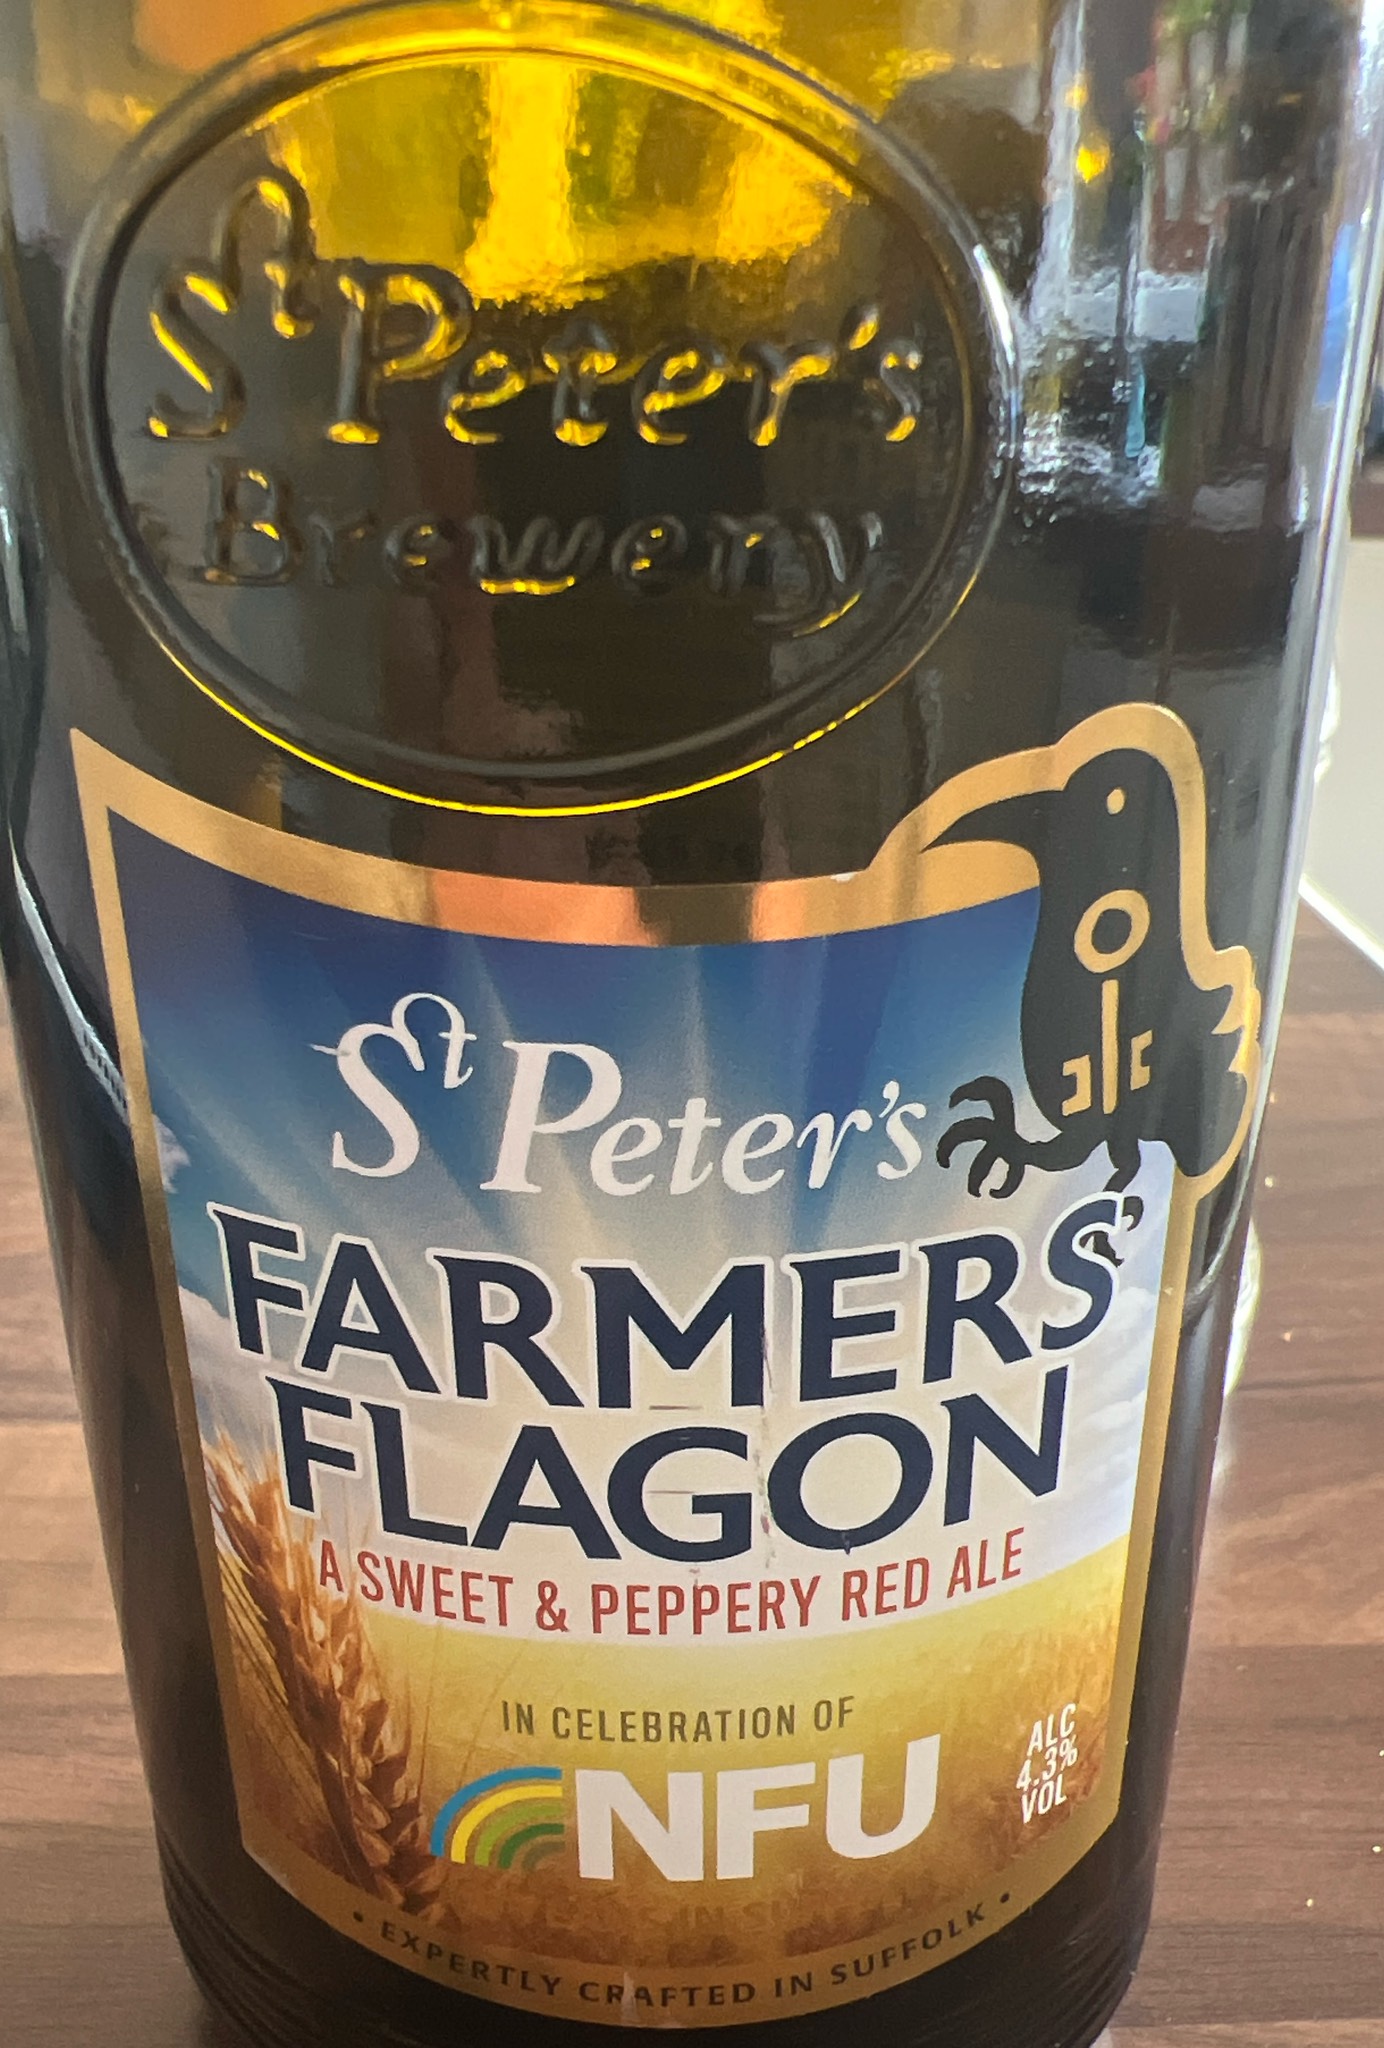 St Peter's
Brewery
St Peter's
FARMERS'
FLAGON
A SWEET & PEPPERY RED ALE
IN CELEBRATION OF
NFU
ALC
4.3%
VOL
• EXPERTLY CRAFTED IN SUFFOLK •